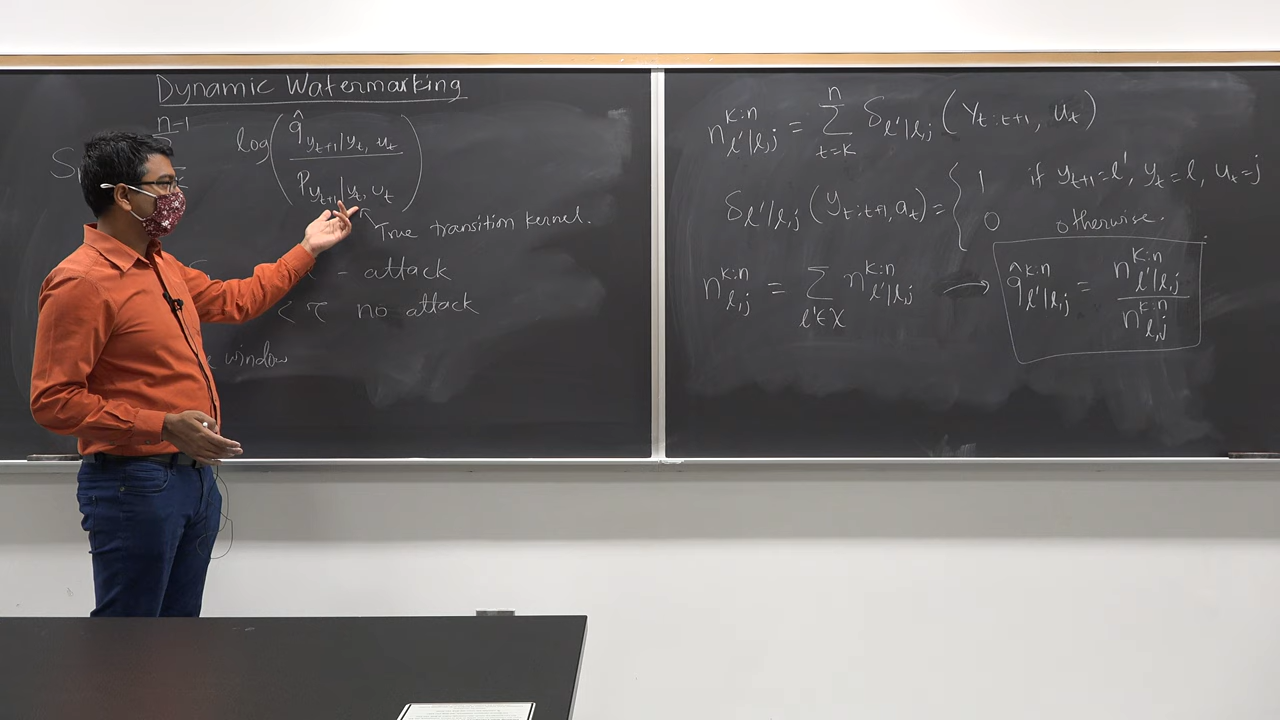 Dynamic Watermarking
n-1
S
log( q̂_{y_{t+1}|y_t, u_t} / P_{y_{t+1}|y_t, u_t} )
True transition kernel.
- attack
< τ no attack
window
n^{k:n}_{l'|l,j} = Σ_{t=k}^{n} δ_{l'|l,j} (y_{t:t+1}, u_t)
δ_{l'|l,j} (y_{t:t+1}, a_t) = { 1 if y_{t+1}=l', y_t=l, u_t=j
0 otherwise.
n^{k:n}_{l,j} = Σ_{l'∈χ} n^{k:n}_{l'|l,j} → q̂^{k:n}_{l'|l,j} = n^{k:n}_{l'|l,j} / n^{k:n}_{l,j}